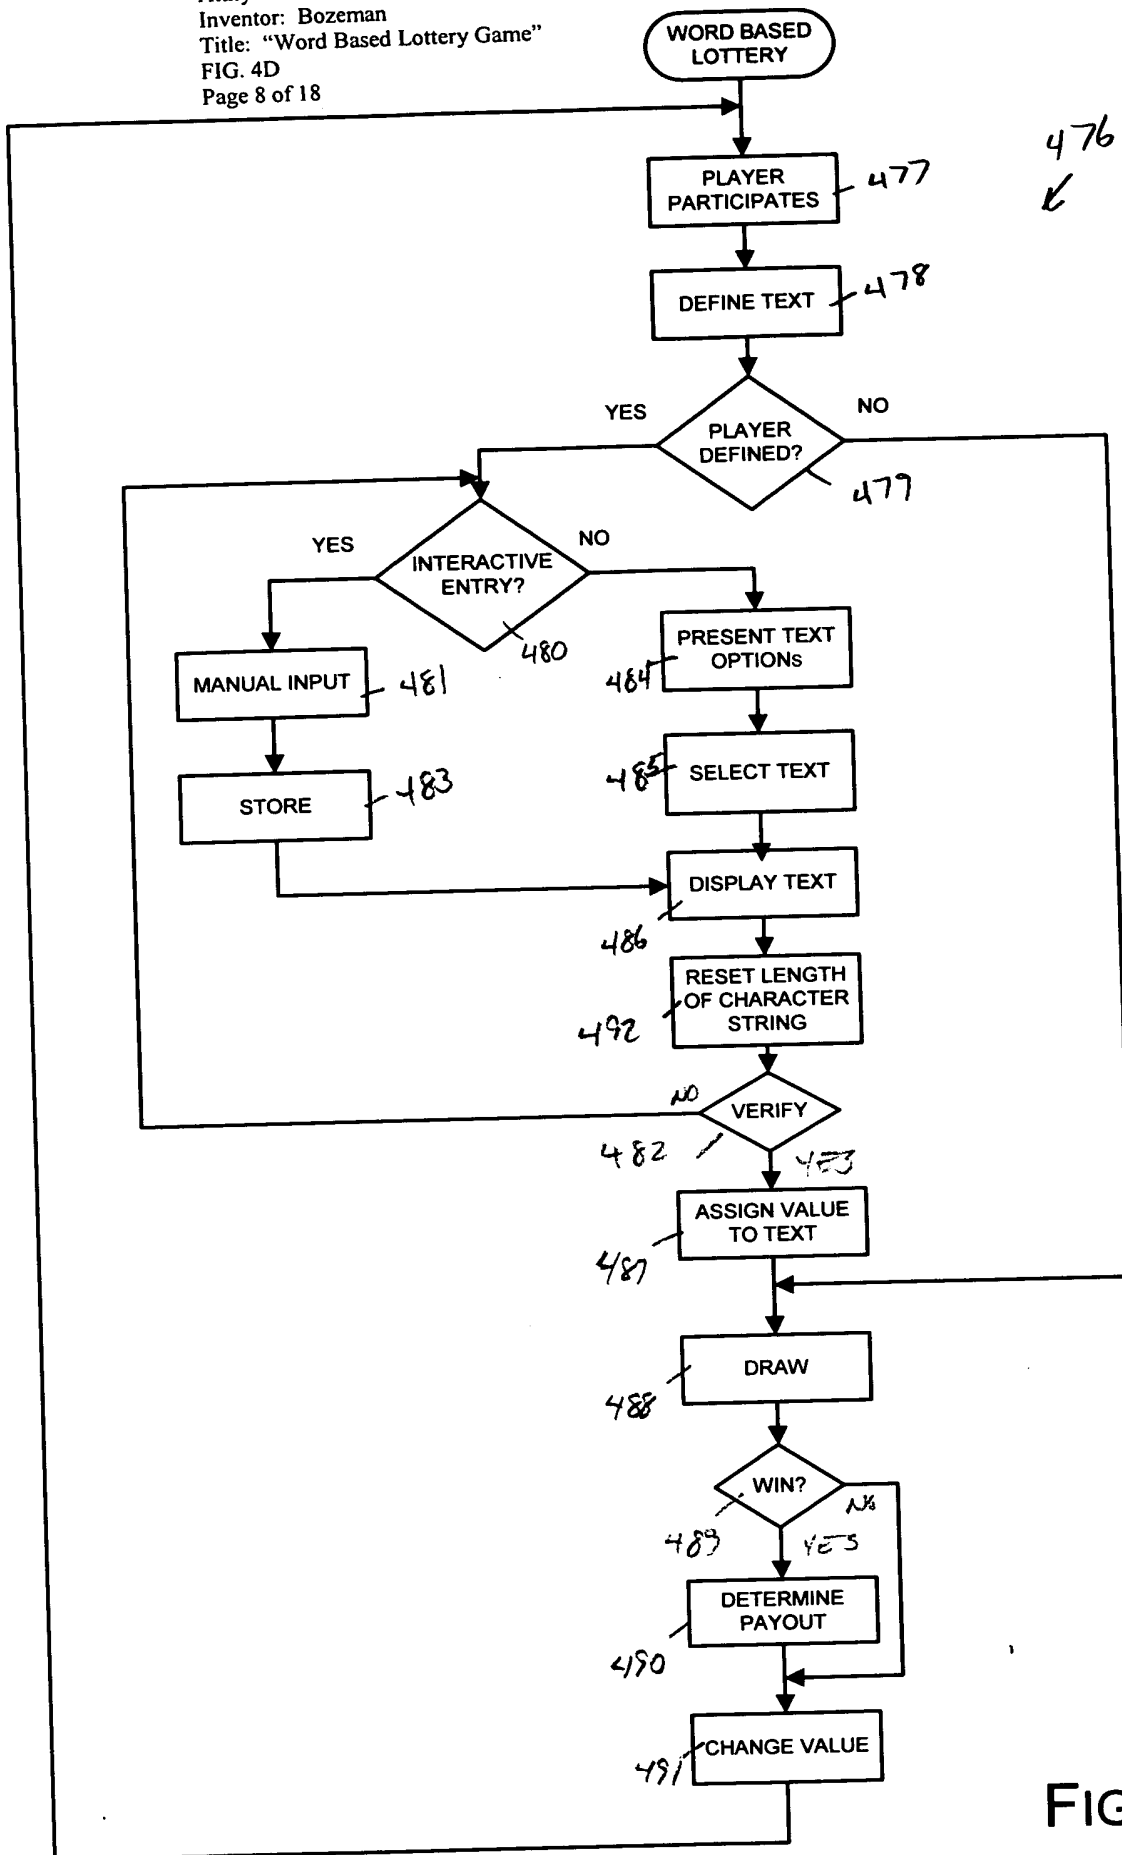 Inventor: Bozeman
Title: “Word Based Lottery Game”
FIG. 4D
Page 8 of 18
WORD BASED
LOTTERY
476
PLAYER
PARTICIPATES
477
DEFINE TEXT
478
YES
NO
PLAYER
DEFINED?
479
YES
NO
INTERACTIVE
ENTRY?
480
PRESENT TEXT
OPTIONs
484
MANUAL INPUT
481
SELECT TEXT
485
STORE
483
DISPLAY TEXT
486
RESET LENGTH
OF CHARACTER
STRING
492
NO
VERIFY
482
YES
ASSIGN VALUE
TO TEXT
487
DRAW
488
WIN?
NO
489
YES
DETERMINE
PAYOUT
490
CHANGE VALUE
491
FIG